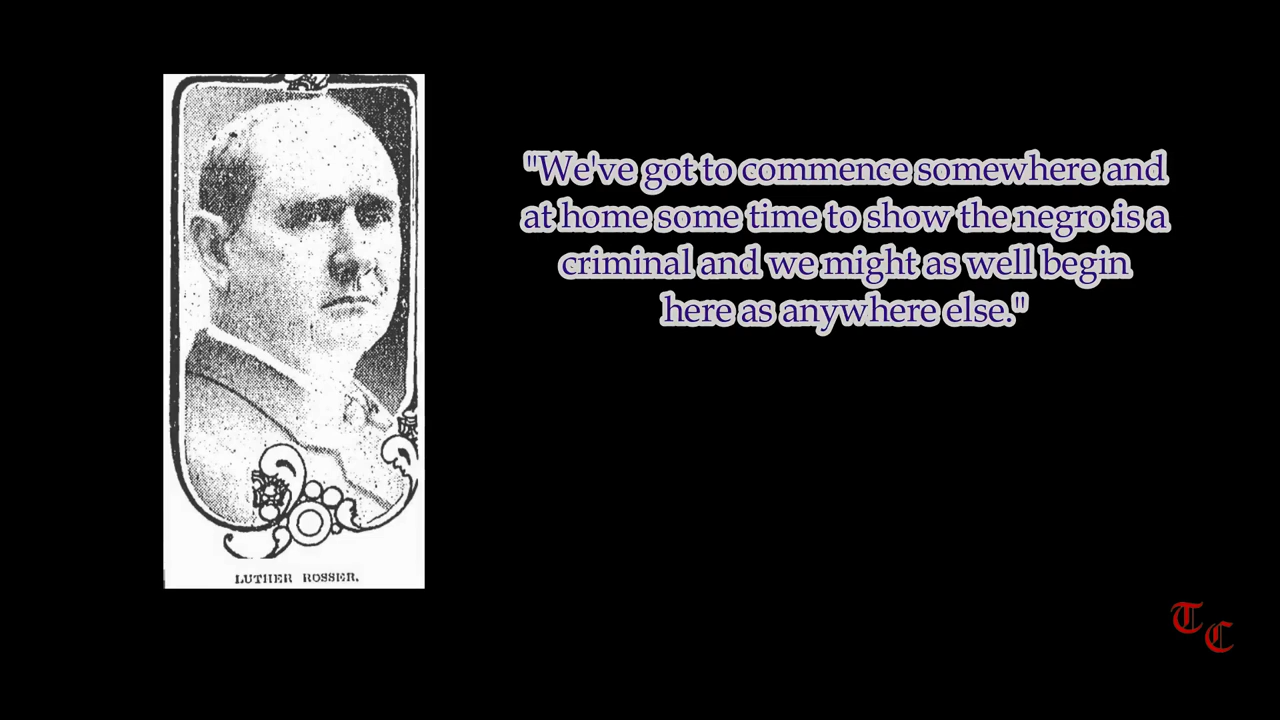 "We've got to commence somewhere and
at home some time to show the negro is a
criminal and we might as well begin
here as anywhere else."
LUTHER ROSSER.
T C